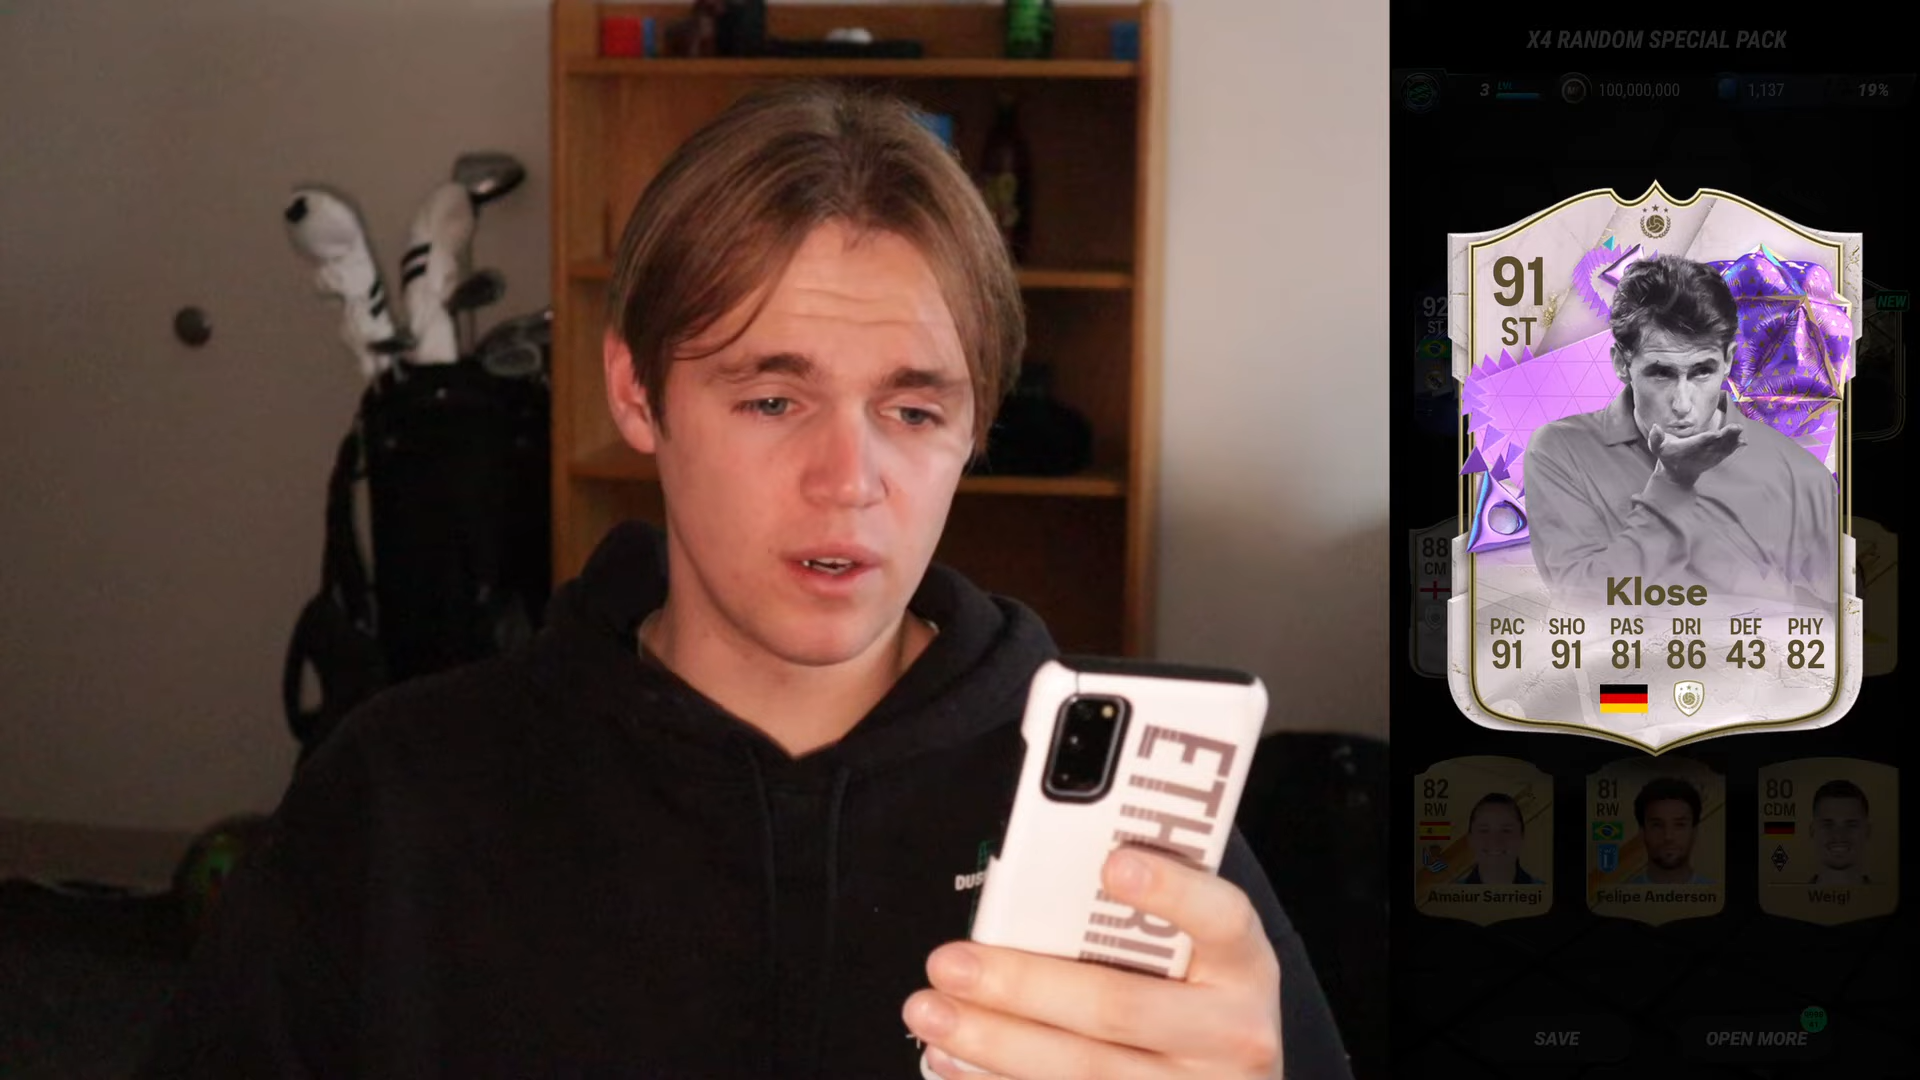 X4 RANDOM SPECIAL PACK
3 LVL 100,000,000 1,137 19%
92
ST
NEW
91
ST
88
CM
Klose
PAC SHO PAS DRI DEF PHY
91 91 81 86 43 82
82
RW
Amaiur Sarriegi
81
RW
Felipe Anderson
80
CDM
Weigl
SAVE
OPEN MORE